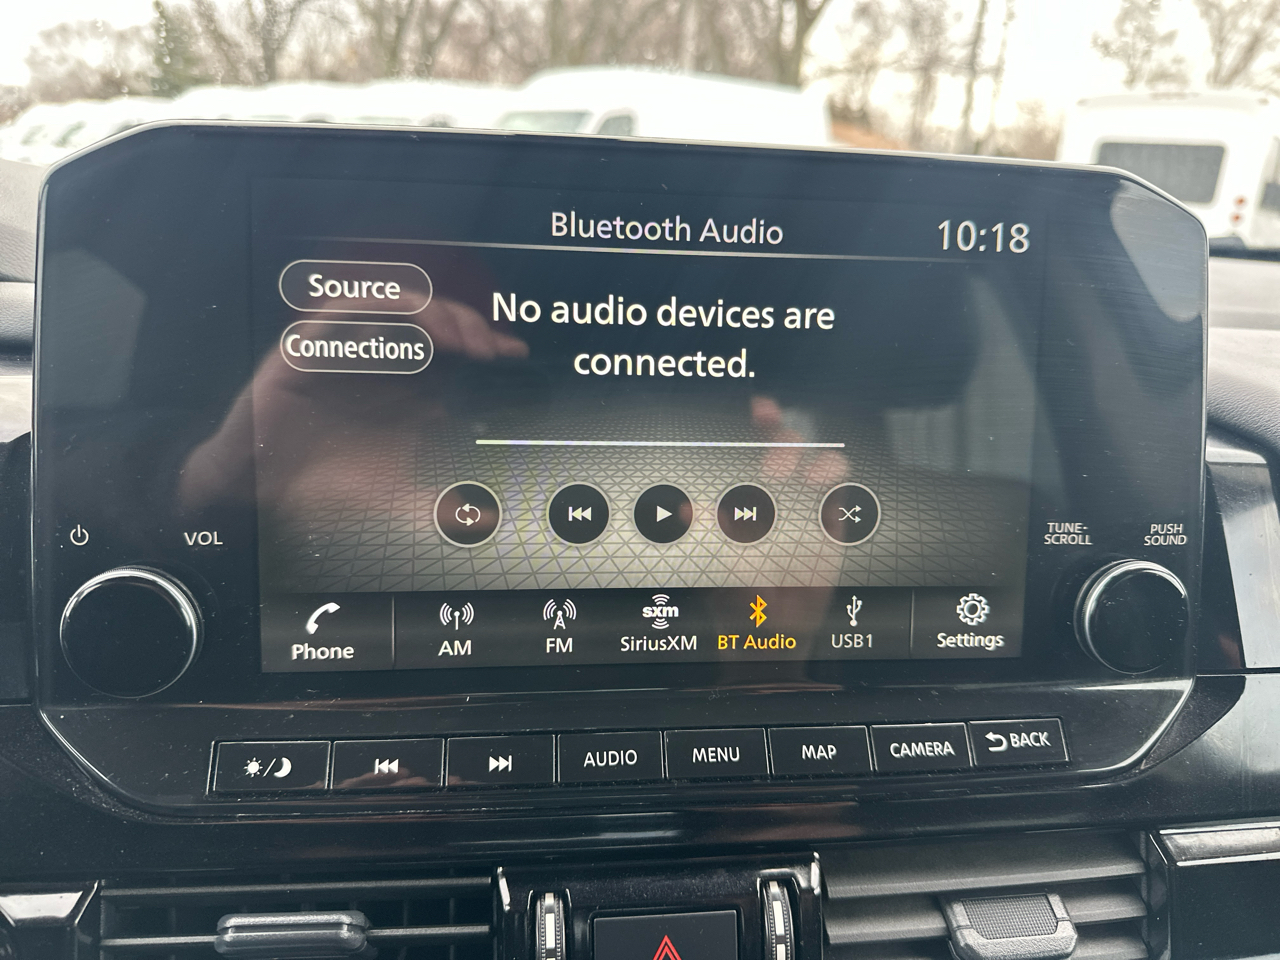 Bluetooth Audio
10:18
Source
Connections
No audio devices are
connected.
VOL
TUNE-
SCROLL
PUSH
SOUND
Phone
AM
FM
sxm
SiriusXM
BT Audio
USB1
Settings
AUDIO
MENU
MAP
CAMERA
BACK